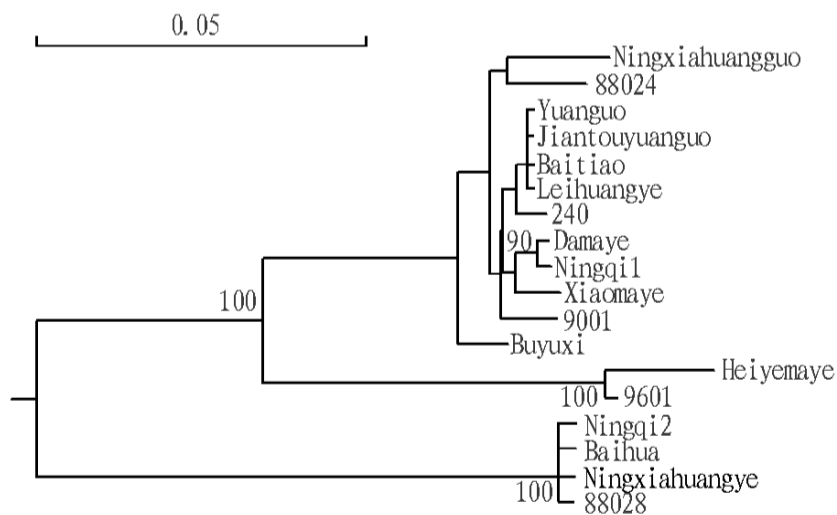 0.05
Ningxiahuangguo
88024
Yuanguo
Jiantouyuanguo
Baitiao
Leihuangye
240
90
Damaye
Ningqi1
Xiaomaye
100
9001
Buyuxi
Heiyemaye
100
9601
Ningqi2
Baihua
Ningxiahuangye
100
88028